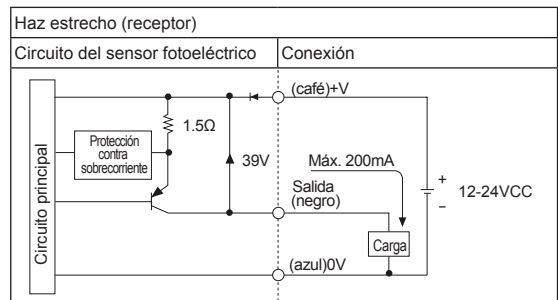 Haz estrecho (receptor)
Circuito del sensor fotoeléctrico
Conexión
Circuito principal
Protección
contra
sobrecorriente
1.5Ω
39V
(café)+V
Máx. 200mA
Salida
(negro)
+
12-24VCC
−
Carga
(azul)0V